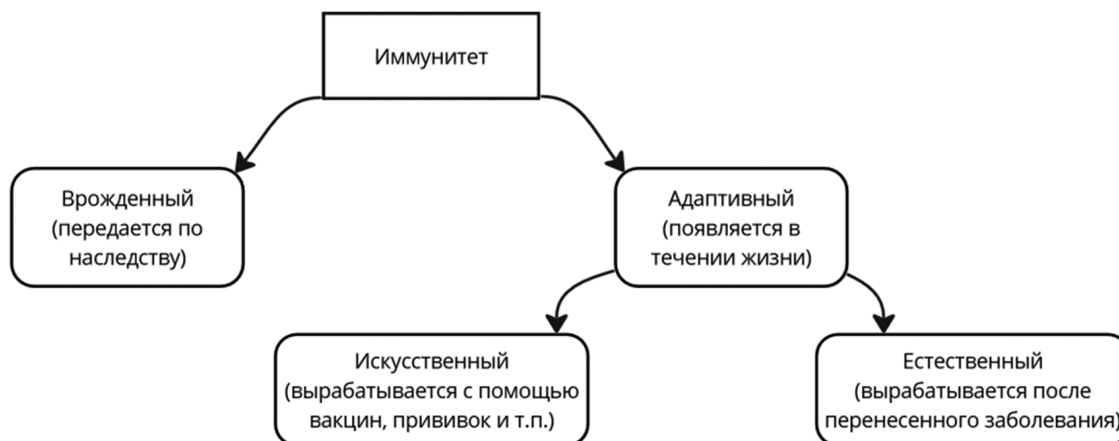 Иммунитет
Врожденный
(передается по
наследству)
Адаптивный
(появляется в
течении жизни)
Искусственный
(вырабатывается с помощью
вакцин, прививок и т.п.)
Естественный
(вырабатывается после
перенесенного заболевания)